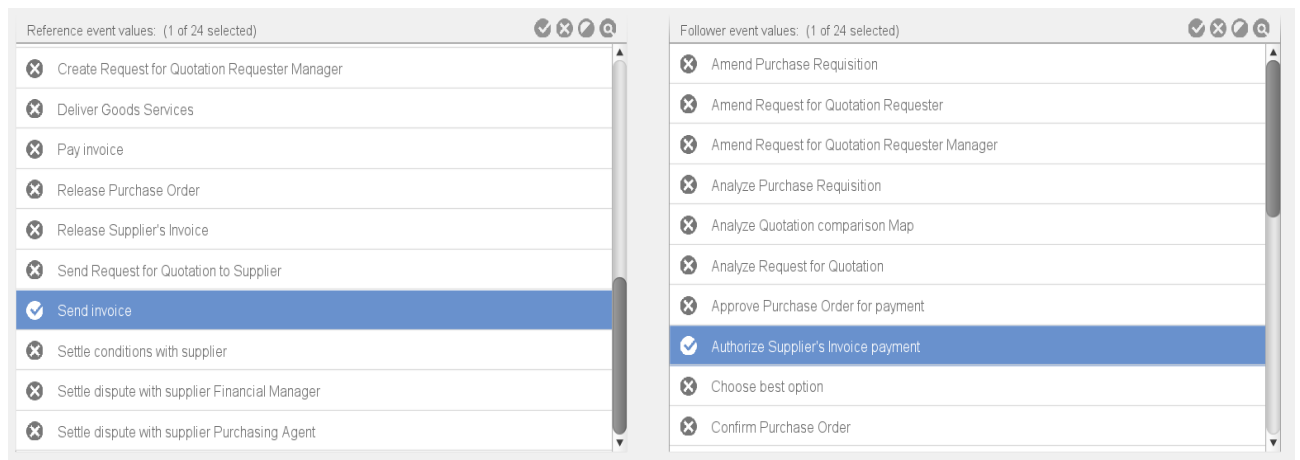 Reference event values: (1 of 24 selected)
Create Request for Quotation Requester Manager
Deliver Goods Services
Pay invoice
Release Purchase Order
Release Supplier's Invoice
Send Request for Quotation to Supplier
Send invoice
Settle conditions with supplier
Settle dispute with supplier Financial Manager
Settle dispute with supplier Purchasing Agent
Follower event values: (1 of 24 selected)
Amend Purchase Requisition
Amend Request for Quotation Requester
Amend Request for Quotation Requester Manager
Analyze Purchase Requisition
Analyze Quotation comparison Map
Analyze Request for Quotation
Approve Purchase Order for payment
Authorize Supplier's Invoice payment
Choose best option
Confirm Purchase Order